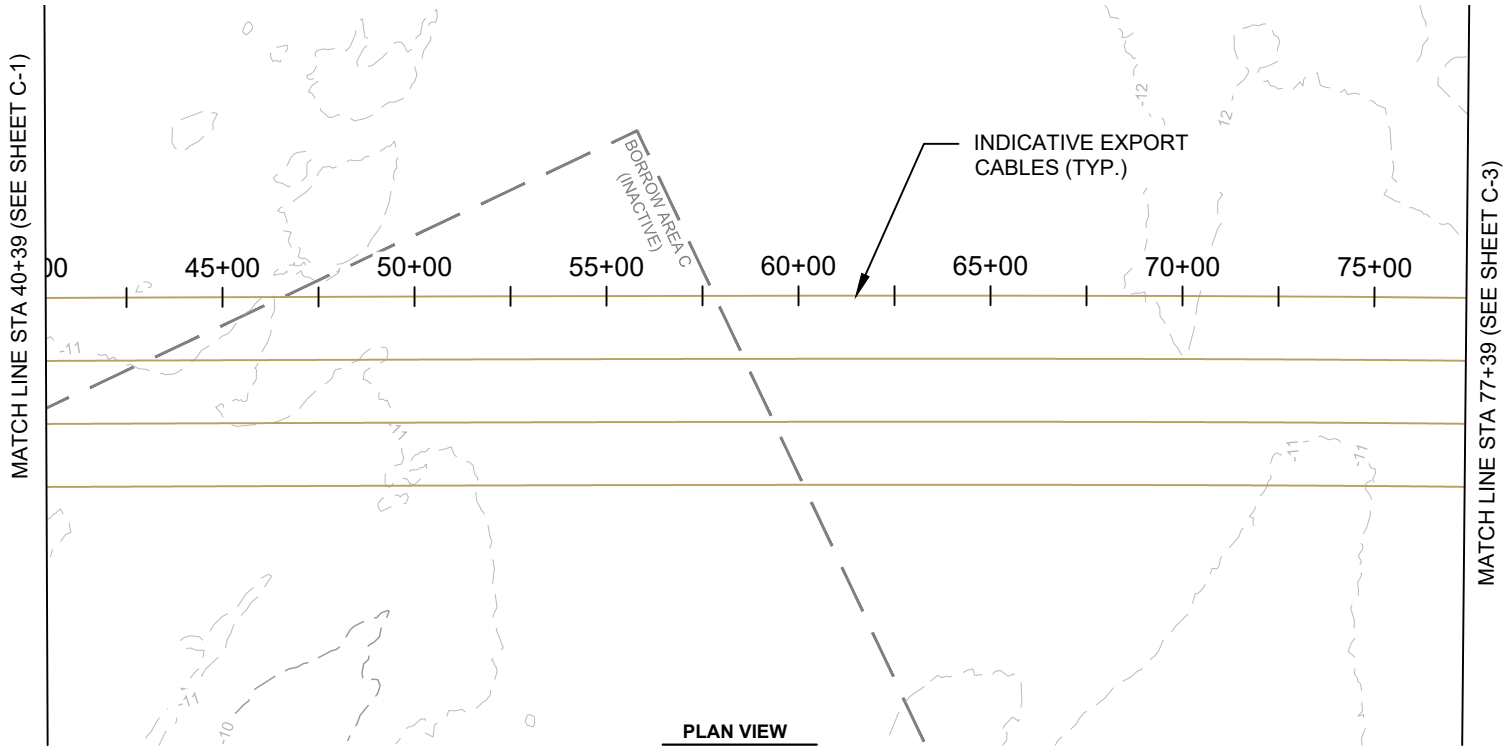 MATCH LINE STA 40+39 (SEE SHEET C-1)
-12
12
INDICATIVE EXPORT
CABLES (TYP.)
BORROW AREA C
(INACTIVE)
00
45+00
50+00
55+00
60+00
65+00
70+00
75+00
-11
-11
-11
-11
-11
-10
PLAN VIEW
MATCH LINE STA 77+39 (SEE SHEET C-3)